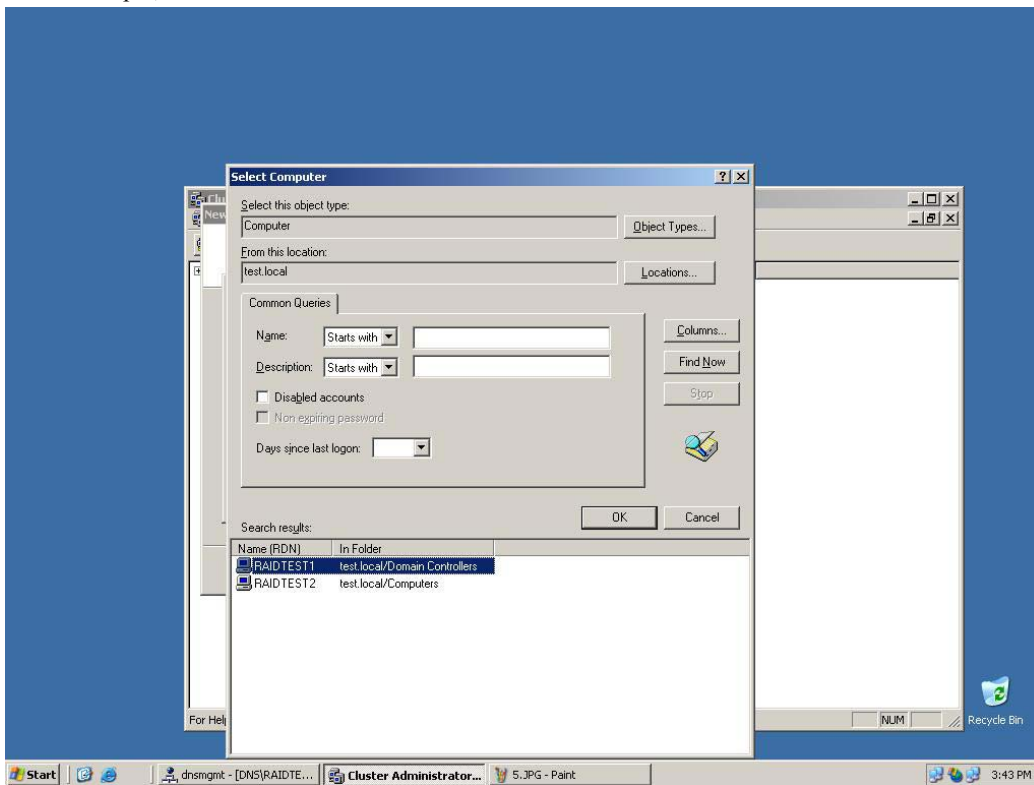 Select Computer
Clu
New
Select this object type:
Computer
Object Types...
From this location:
test.local
Locations...
Common Queries
Name:
Starts with
Columns...
Description:
Starts with
Find Now
Disabled accounts
Stop
Non expiring password
Days since last logon:
OK
Cancel
Search results:
Name (RDN) In Folder
RAIDTEST1 test.local/Domain Controllers
RAIDTEST2 test.local/Computers
For Hel
NUM
Recycle Bin
Start
dnsmgmt - [DNS\RAIDTE...
Cluster Administrator...
5.JPG - Paint
3:43 PM